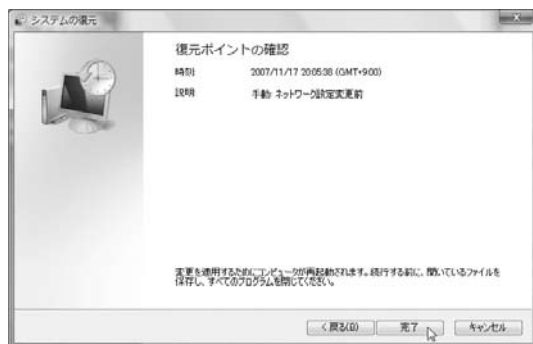 システムの復元
復元ポイントの確認
時刻 2007/11/17 20:05:38 (GMT+9:00)
説明 手動: ネットワーク設定変更前
変更を適用するためにコンピュータが再起動されます。続行する前に、開いているファイルを
保存し、すべてのプログラムを閉じてください。
< 戻る(B) 完了 キャンセル